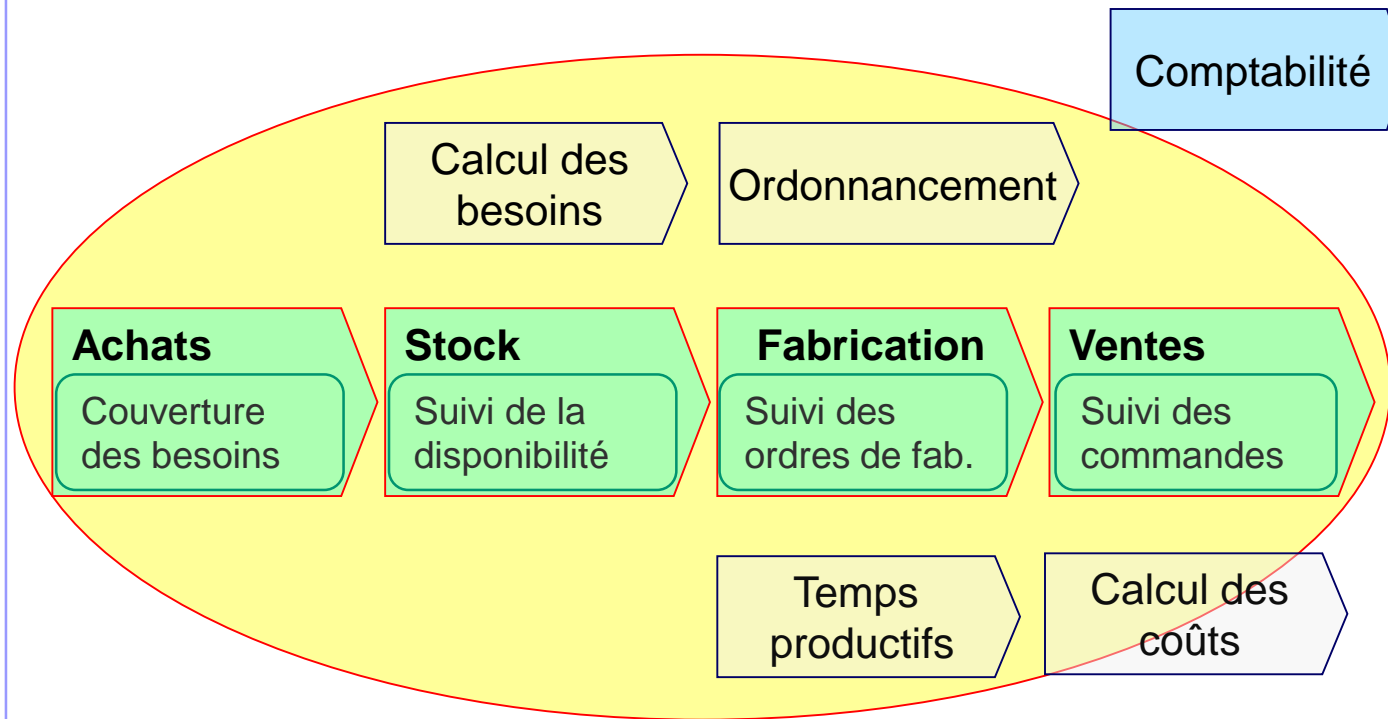 Comptabilité
Calcul des
besoins
Ordonnancement
Achats
Couverture
des besoins
Stock
Suivi de la
disponibilité
Fabrication
Suivi des
ordres de fab.
Ventes
Suivi des
commandes
Temps
productifs
Calcul des
coûts